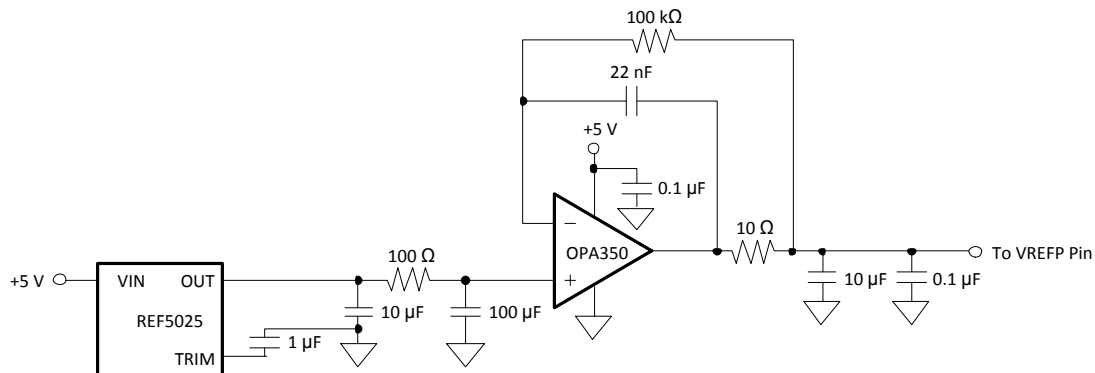 100 kΩ
22 nF
+5 V
0.1 µF
−
OPA350
+
10 Ω
To VREFP Pin
10 µF
0.1 µF
100 Ω
+5 V
VIN
OUT
REF5025
10 µF
100 µF
1 µF
TRIM